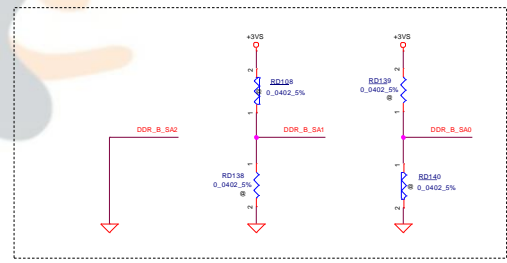 +3VS
+3VS
2
2
RD108
RD139
0_0402_5%
0_0402_5%
@
@
1
1
DDR_B_SA2
DDR_B_SA1
DDR_B_SA0
1
1
RD138
RD140
0_0402_5%
0_0402_5%
@
@
2
2